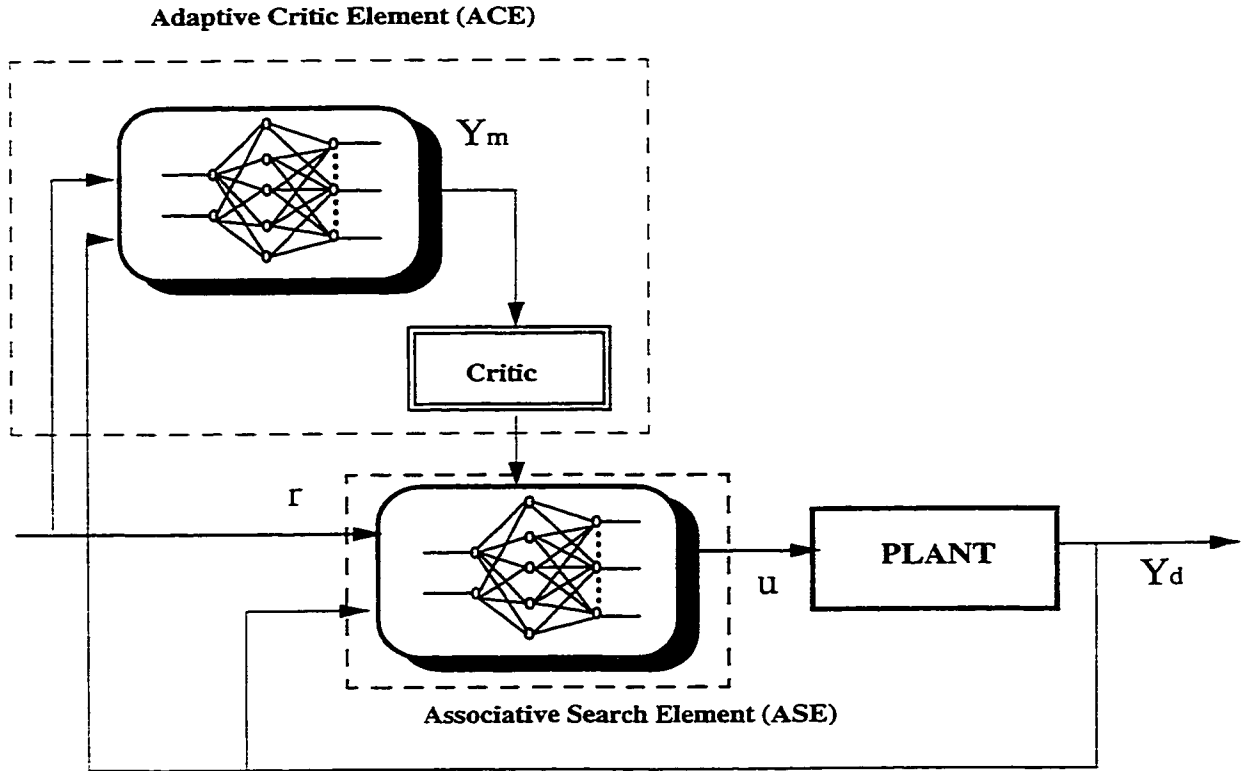 Adaptive Critic Element (ACE)
Ym
Critic
r
PLANT
u
Yd
Associative Search Element (ASE)